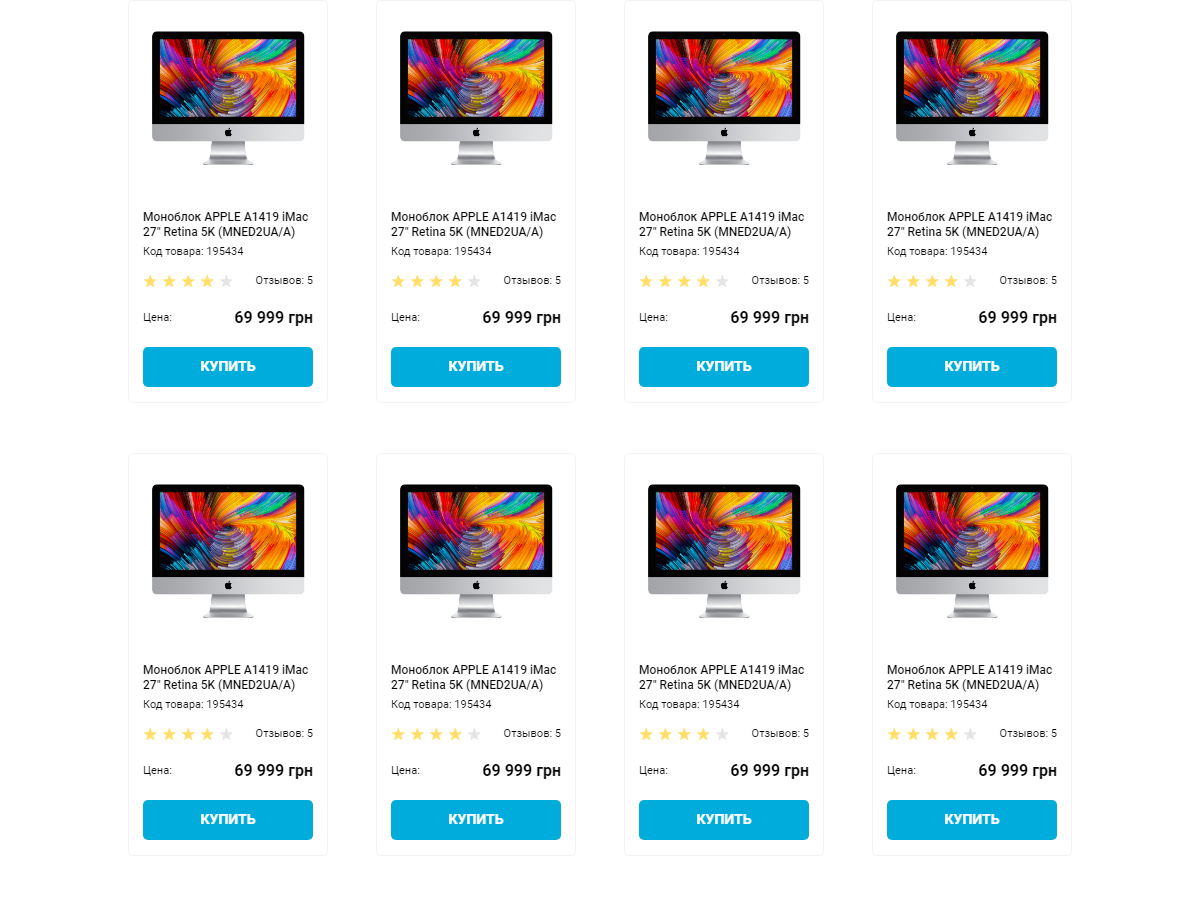 Моноблок APPLE A1419 iMac
27" Retina 5K (MNED2UA/A)
Код товара: 195434
Отзывов: 5
Цена: 69 999 грн
КУПИТЬ
Моноблок APPLE A1419 iMac
27" Retina 5K (MNED2UA/A)
Код товара: 195434
Отзывов: 5
Цена: 69 999 грн
КУПИТЬ
Моноблок APPLE A1419 iMac
27" Retina 5K (MNED2UA/A)
Код товара: 195434
Отзывов: 5
Цена: 69 999 грн
КУПИТЬ
Моноблок APPLE A1419 iMac
27" Retina 5K (MNED2UA/A)
Код товара: 195434
Отзывов: 5
Цена: 69 999 грн
КУПИТЬ
Моноблок APPLE A1419 iMac
27" Retina 5K (MNED2UA/A)
Код товара: 195434
Отзывов: 5
Цена: 69 999 грн
КУПИТЬ
Моноблок APPLE A1419 iMac
27" Retina 5K (MNED2UA/A)
Код товара: 195434
Отзывов: 5
Цена: 69 999 грн
КУПИТЬ
Моноблок APPLE A1419 iMac
27" Retina 5K (MNED2UA/A)
Код товара: 195434
Отзывов: 5
Цена: 69 999 грн
КУПИТЬ
Моноблок APPLE A1419 iMac
27" Retina 5K (MNED2UA/A)
Код товара: 195434
Отзывов: 5
Цена: 69 999 грн
КУПИТЬ